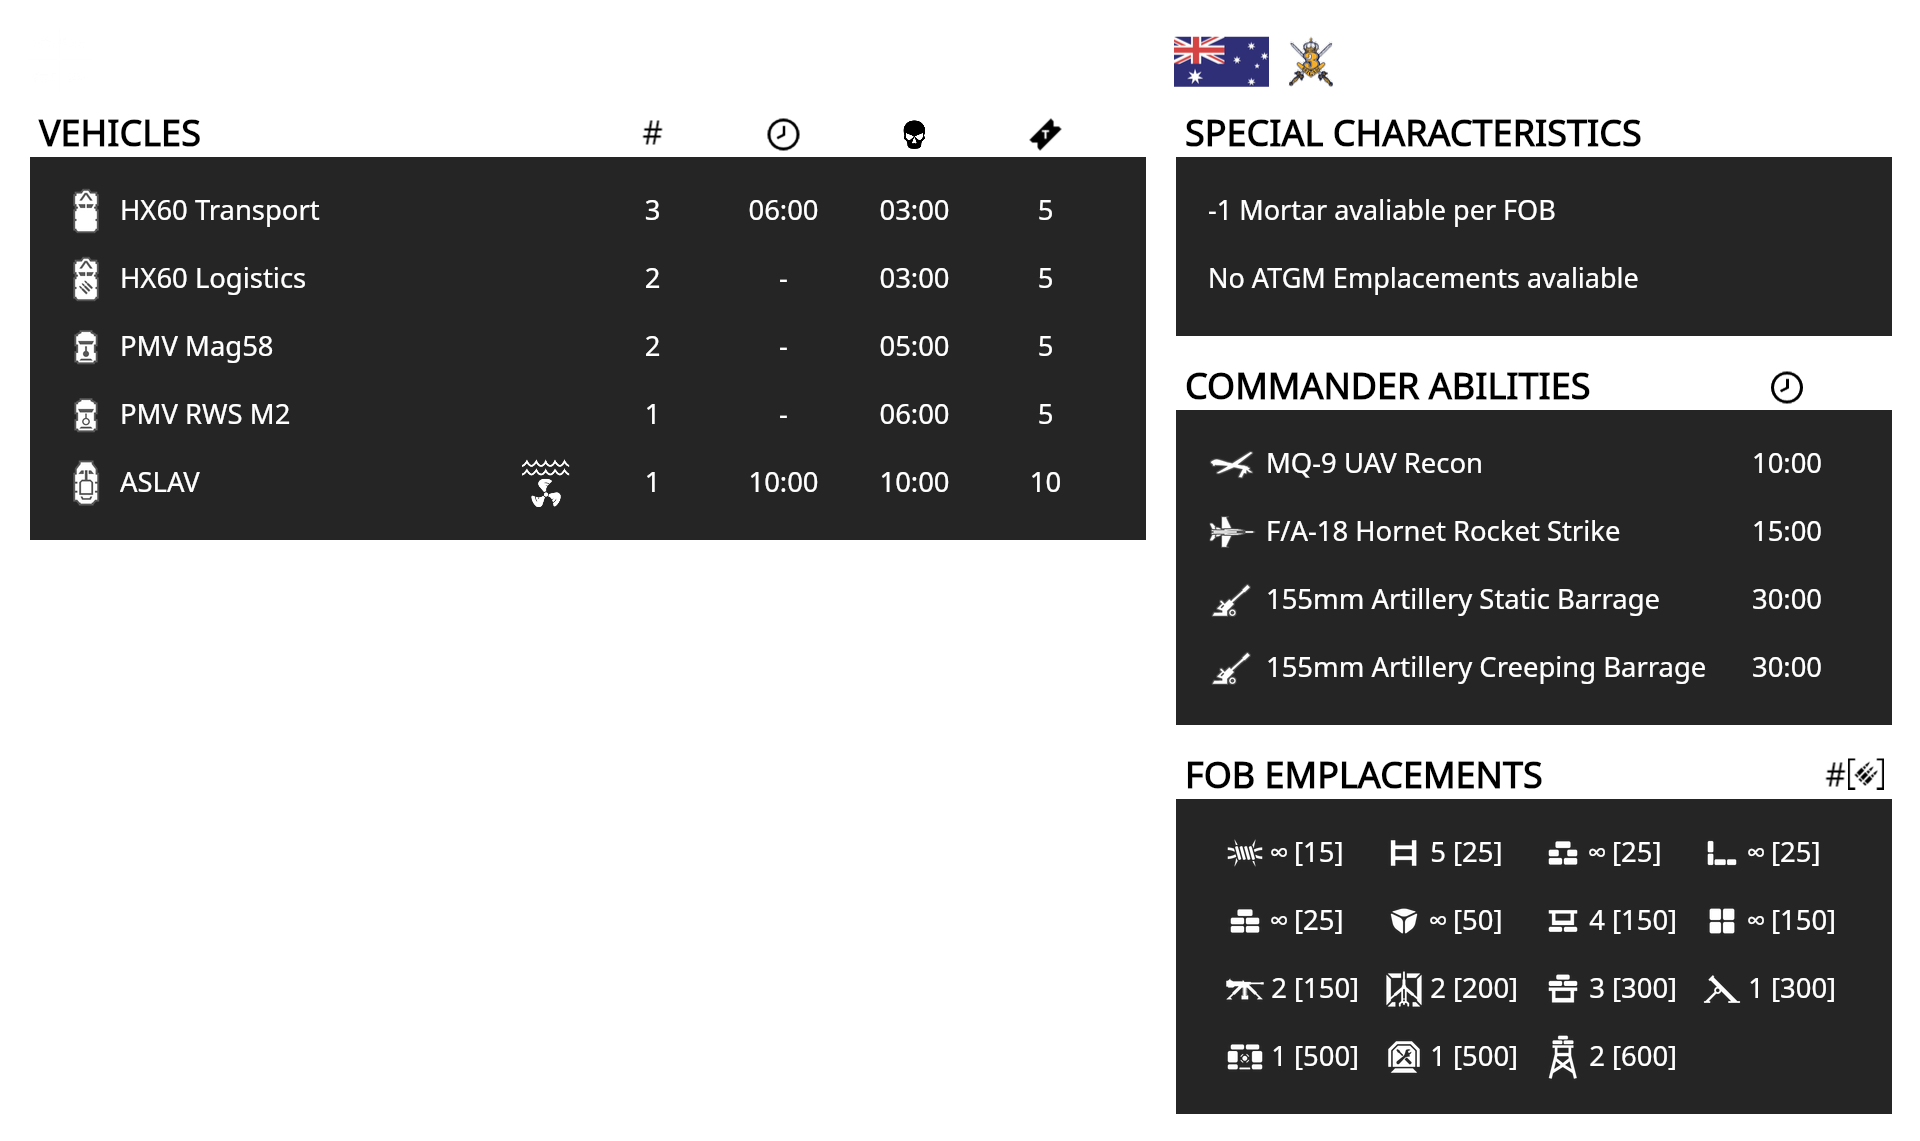 VEHICLES #
HX60 Transport 3 06:00 03:00 5
HX60 Logistics 2 - 03:00 5
PMV Mag58 2 - 05:00 5
PMV RWS M2 1 - 06:00 5
ASLAV 1 10:00 10:00 10
SPECIAL CHARACTERISTICS
-1 Mortar avaliable per FOB
No ATGM Emplacements avaliable
COMMANDER ABILITIES
MQ-9 UAV Recon 10:00
F/A-18 Hornet Rocket Strike 15:00
155mm Artillery Static Barrage 30:00
155mm Artillery Creeping Barrage 30:00
FOB EMPLACEMENTS #[ ]
∞ [15] 5 [25] ∞ [25] ∞ [25]
∞ [25] ∞ [50] 4 [150] ∞ [150]
2 [150] 2 [200] 3 [300] 1 [300]
1 [500] 1 [500] 2 [600]